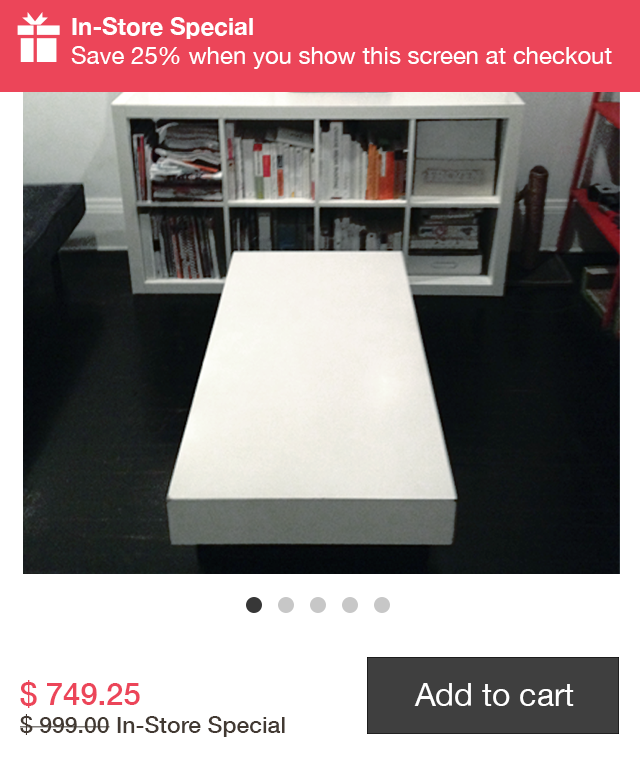 In-Store Special
Save 25% when you show this screen at checkout
FROZEN
$ 749.25
Add to cart
$ 999.00 In-Store Special